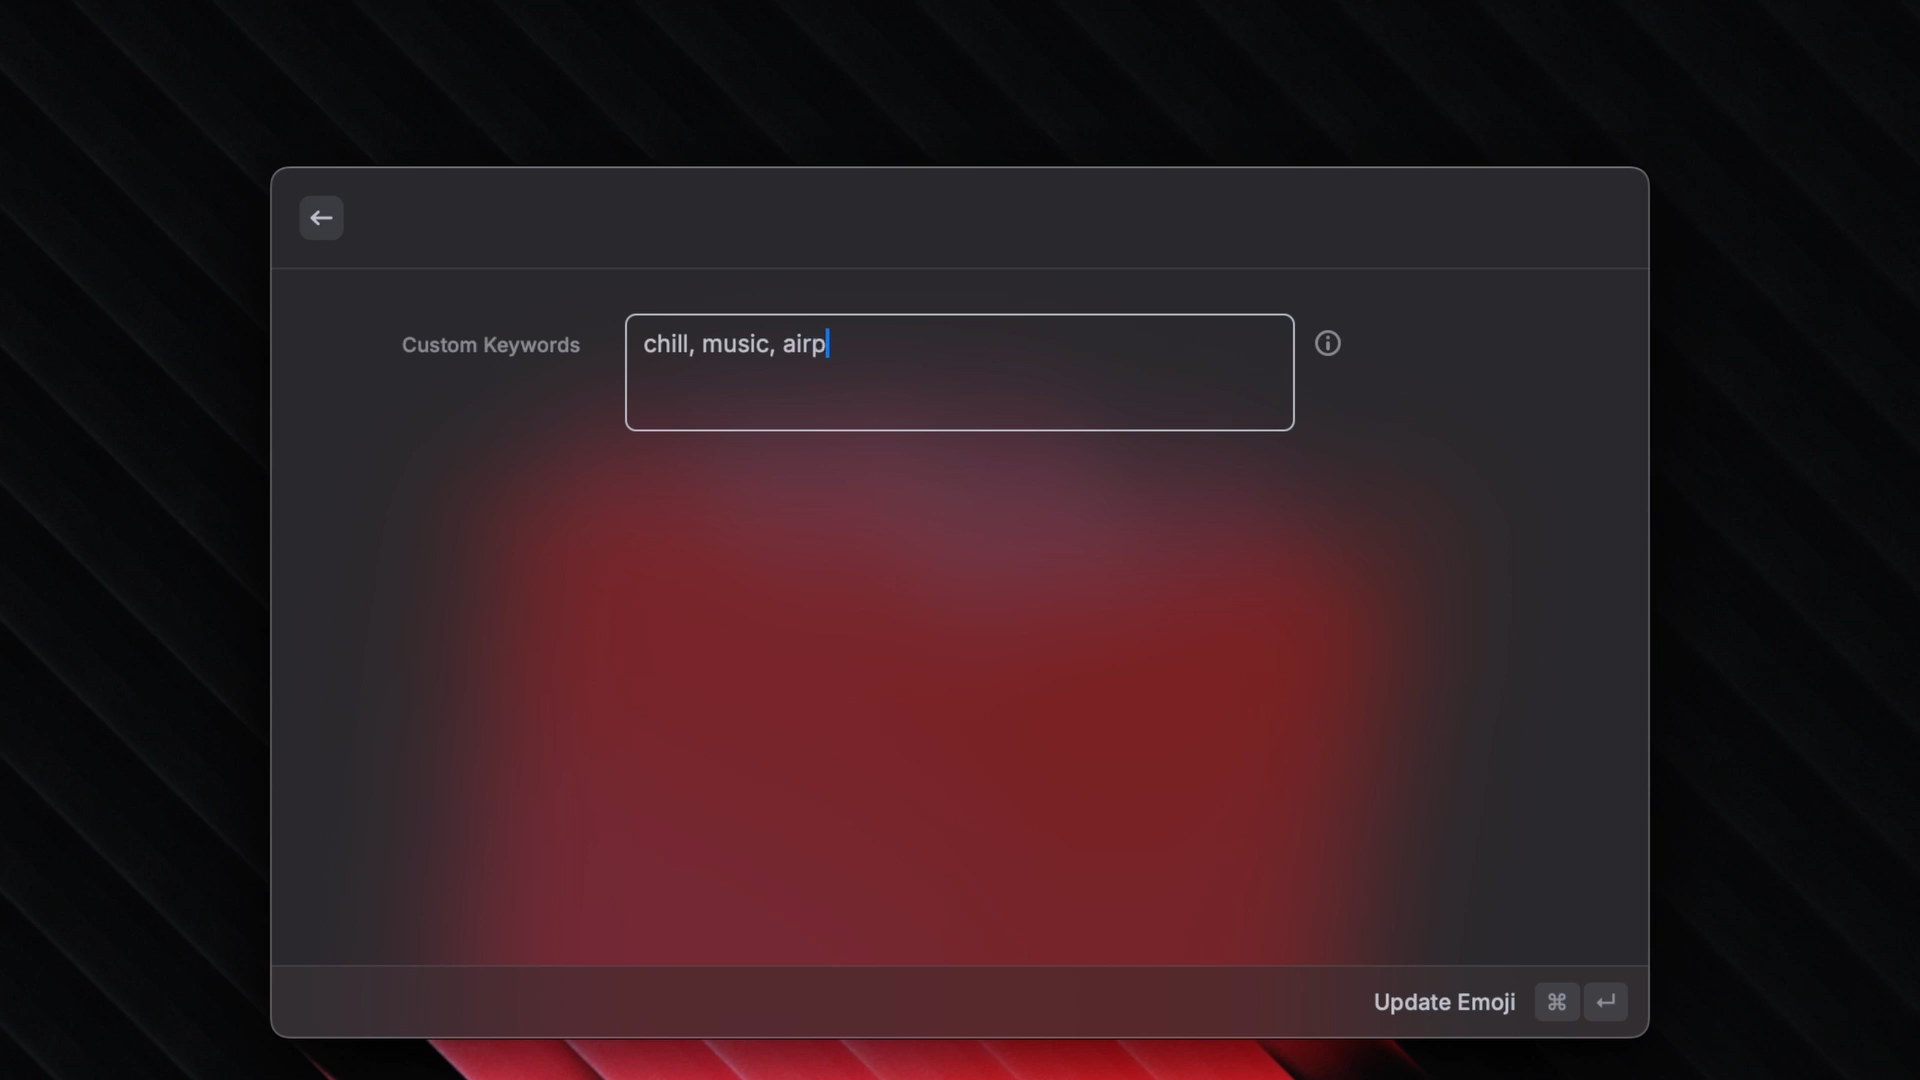 Custom Keywords
chill, music, airp
Update Emoji ⌘ ↵